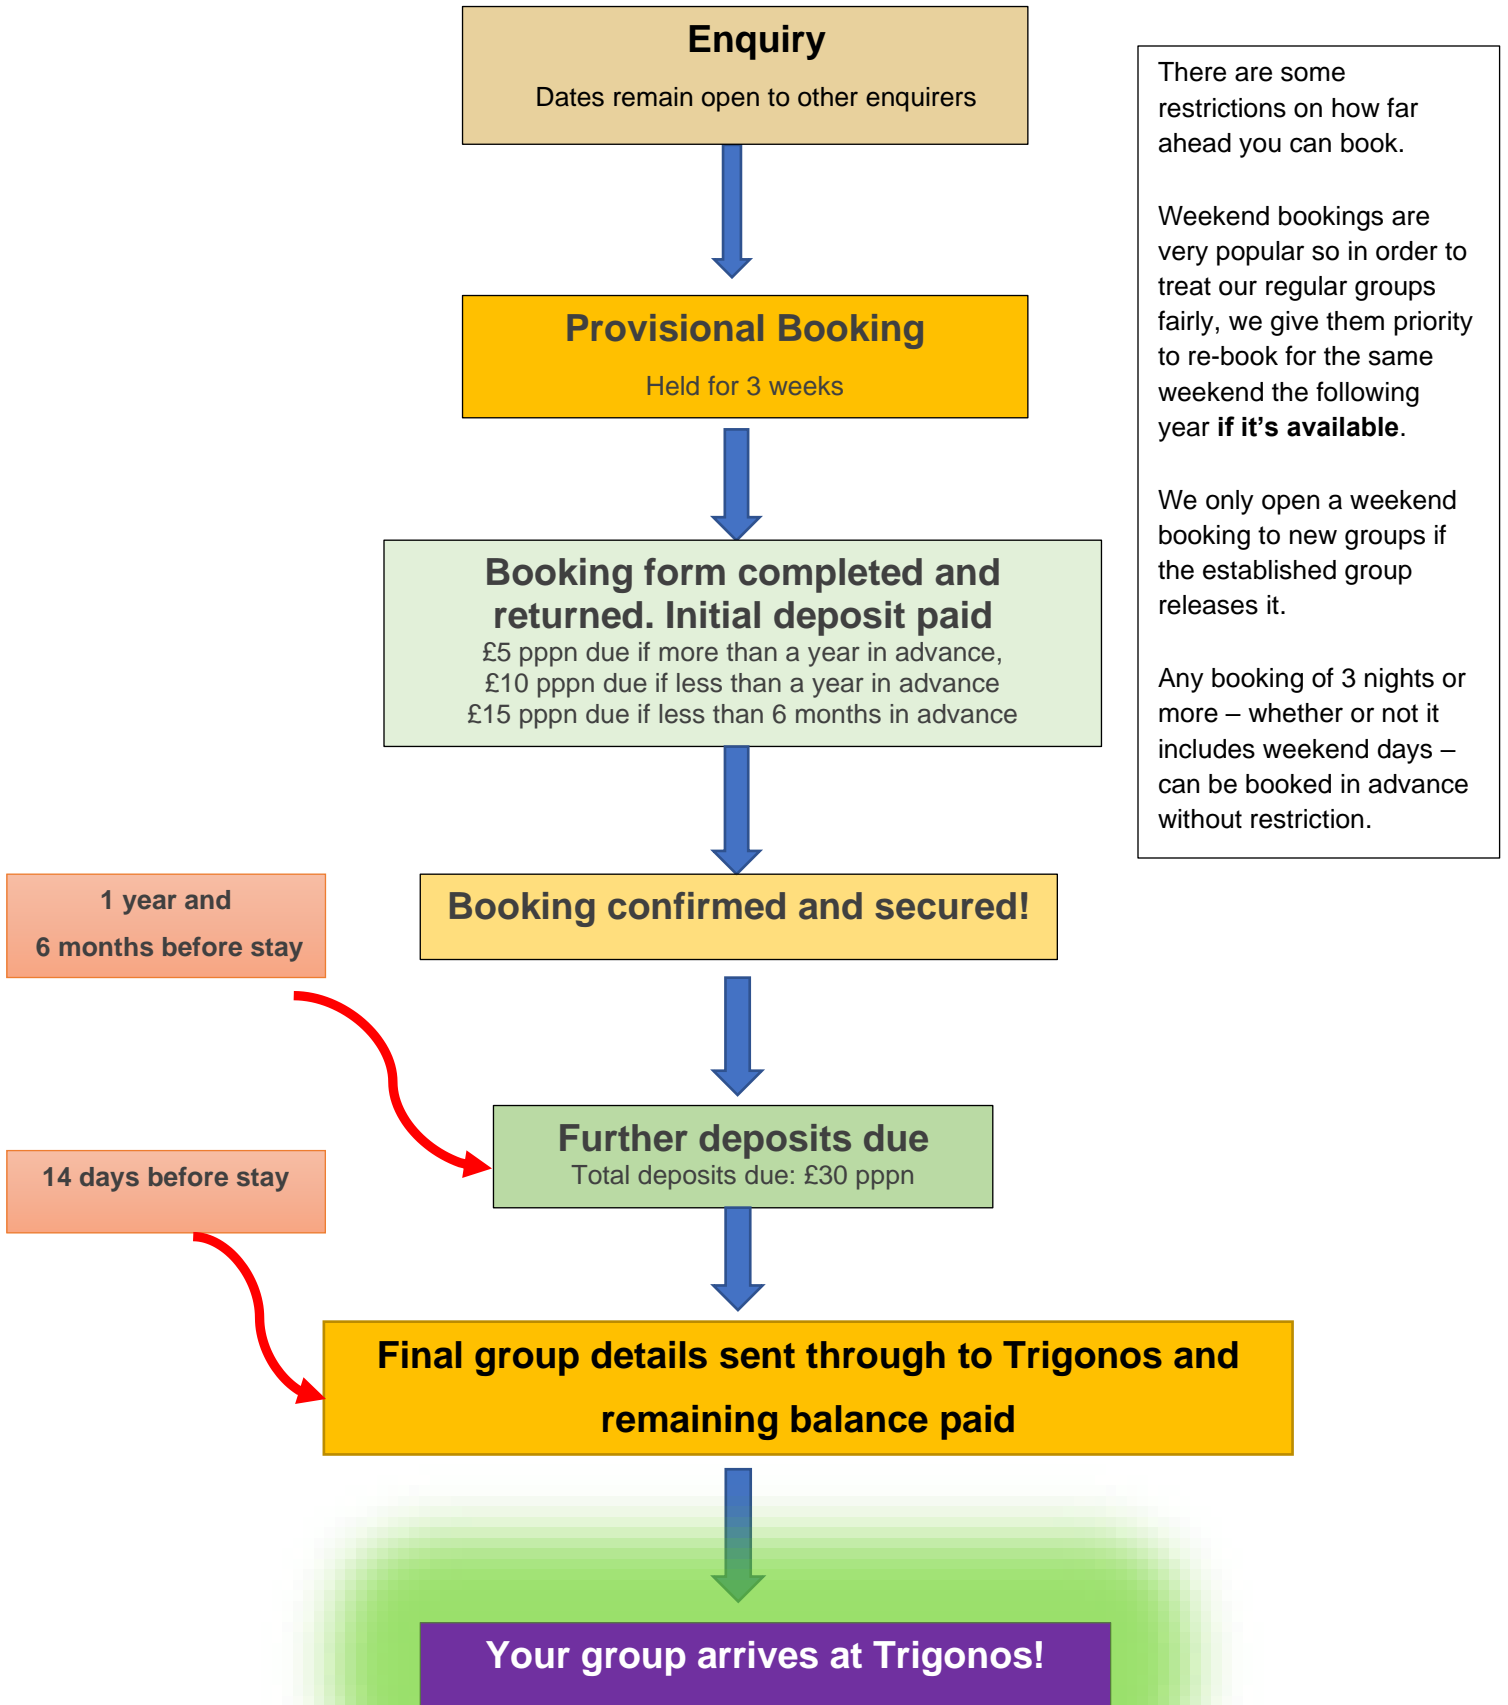 Enquiry
Dates remain open to other enquirers
There are some
restrictions on how far
ahead you can book.
Weekend bookings are
very popular so in order to
treat our regular groups
fairly, we give them priority
to re-book for the same
weekend the following
year if it’s available.
We only open a weekend
booking to new groups if
the established group
releases it.
Any booking of 3 nights or
more – whether or not it
includes weekend days –
can be booked in advance
without restriction.
Provisional Booking
Held for 3 weeks
Booking form completed and
returned. Initial deposit paid
£5 pppn due if more than a year in advance,
£10 pppn due if less than a year in advance
£15 pppn due if less than 6 months in advance
Booking confirmed and secured!
1 year and
6 months before stay
Further deposits due
Total deposits due: £30 pppn
14 days before stay
Final group details sent through to Trigonos and
remaining balance paid
Your group arrives at Trigonos!